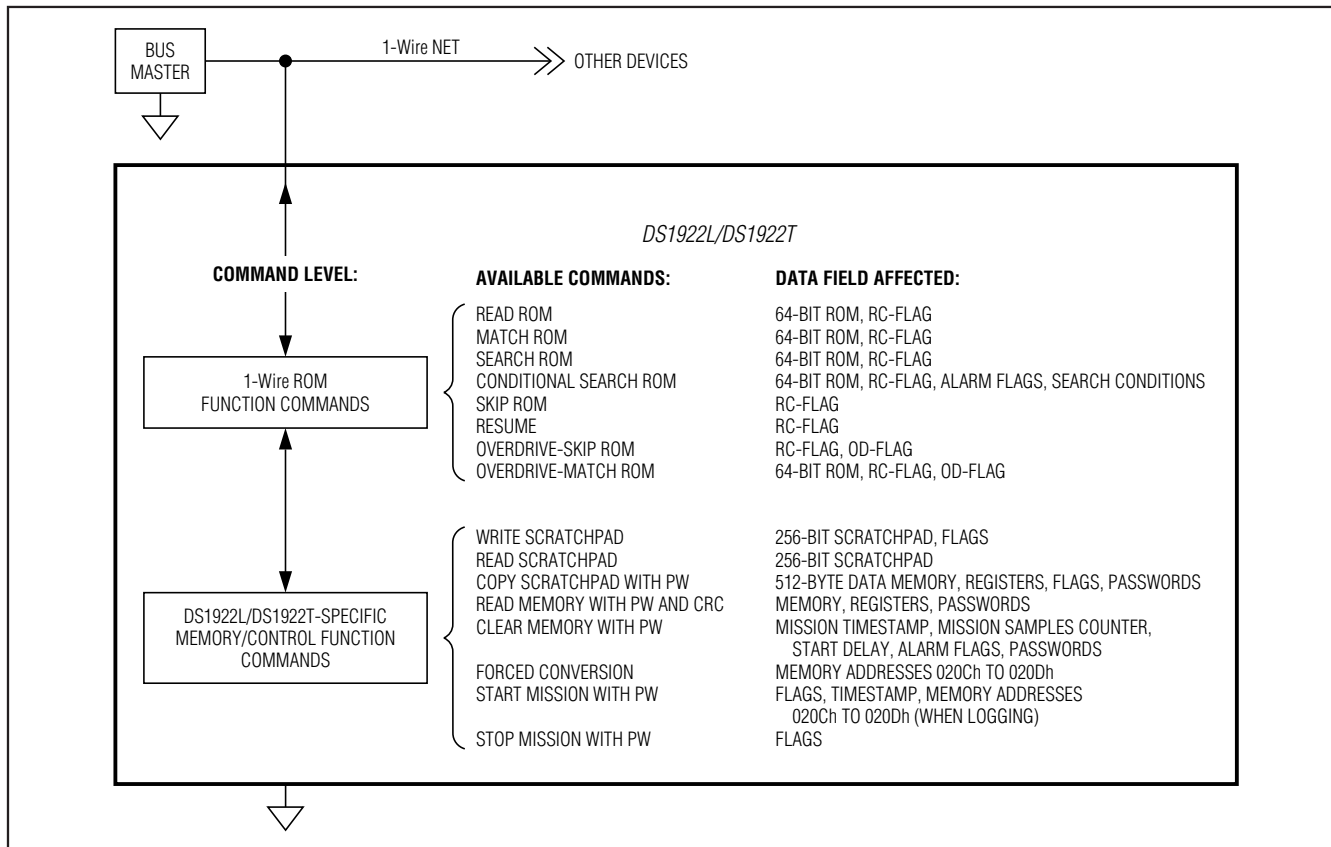 BUS
MASTER
1-Wire NET
OTHER DEVICES
DS1922L/DS1922T
COMMAND LEVEL: AVAILABLE COMMANDS: DATA FIELD AFFECTED:
1-Wire ROM
FUNCTION COMMANDS
READ ROM 64-BIT ROM, RC-FLAG
MATCH ROM 64-BIT ROM, RC-FLAG
SEARCH ROM 64-BIT ROM, RC-FLAG
CONDITIONAL SEARCH ROM 64-BIT ROM, RC-FLAG, ALARM FLAGS, SEARCH CONDITIONS
SKIP ROM RC-FLAG
RESUME RC-FLAG
OVERDRIVE-SKIP ROM RC-FLAG, OD-FLAG
OVERDRIVE-MATCH ROM 64-BIT ROM, RC-FLAG, OD-FLAG
DS1922L/DS1922T-SPECIFIC
MEMORY/CONTROL FUNCTION
COMMANDS
WRITE SCRATCHPAD 256-BIT SCRATCHPAD, FLAGS
READ SCRATCHPAD 256-BIT SCRATCHPAD
COPY SCRATCHPAD WITH PW 512-BYTE DATA MEMORY, REGISTERS, FLAGS, PASSWORDS
READ MEMORY WITH PW AND CRC MEMORY, REGISTERS, PASSWORDS
CLEAR MEMORY WITH PW MISSION TIMESTAMP, MISSION SAMPLES COUNTER,
START DELAY, ALARM FLAGS, PASSWORDS
FORCED CONVERSION MEMORY ADDRESSES 020Ch TO 020Dh
START MISSION WITH PW FLAGS, TIMESTAMP, MEMORY ADDRESSES
020Ch TO 020Dh (WHEN LOGGING)
STOP MISSION WITH PW FLAGS